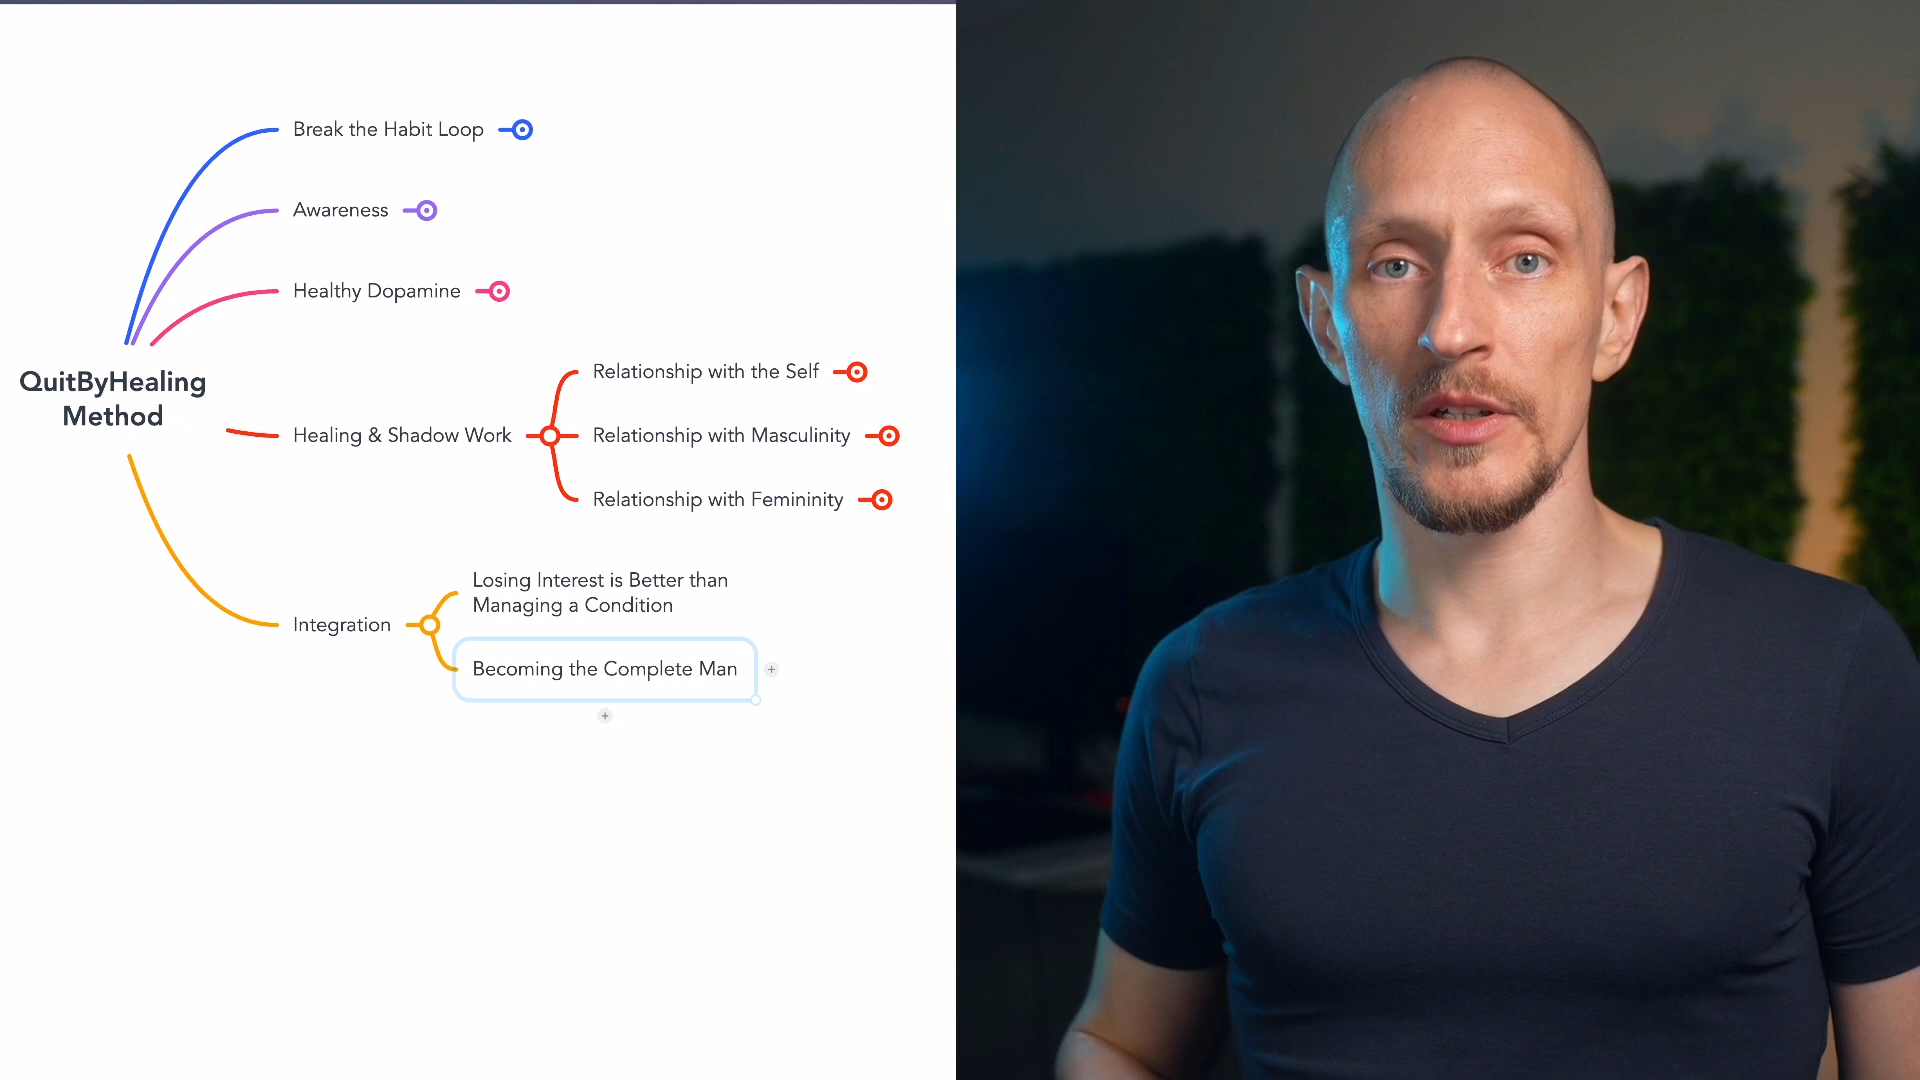 Break the Habit Loop
Awareness
Healthy Dopamine
QuitByHealing
Method
Healing & Shadow Work
Relationship with the Self
Relationship with Masculinity
Relationship with Femininity
Integration
Losing Interest is Better than
Managing a Condition
Becoming the Complete Man